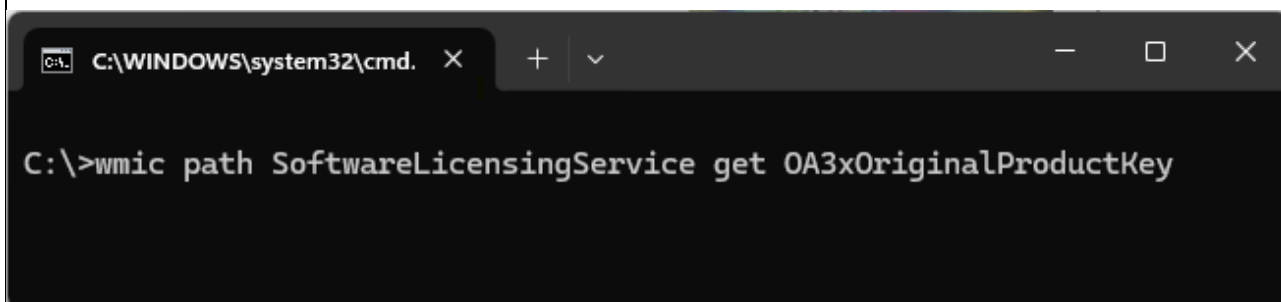 C:\WINDOWS\system32\cmd.
C:\>wmic path SoftwareLicensingService get OA3xOriginalProductKey